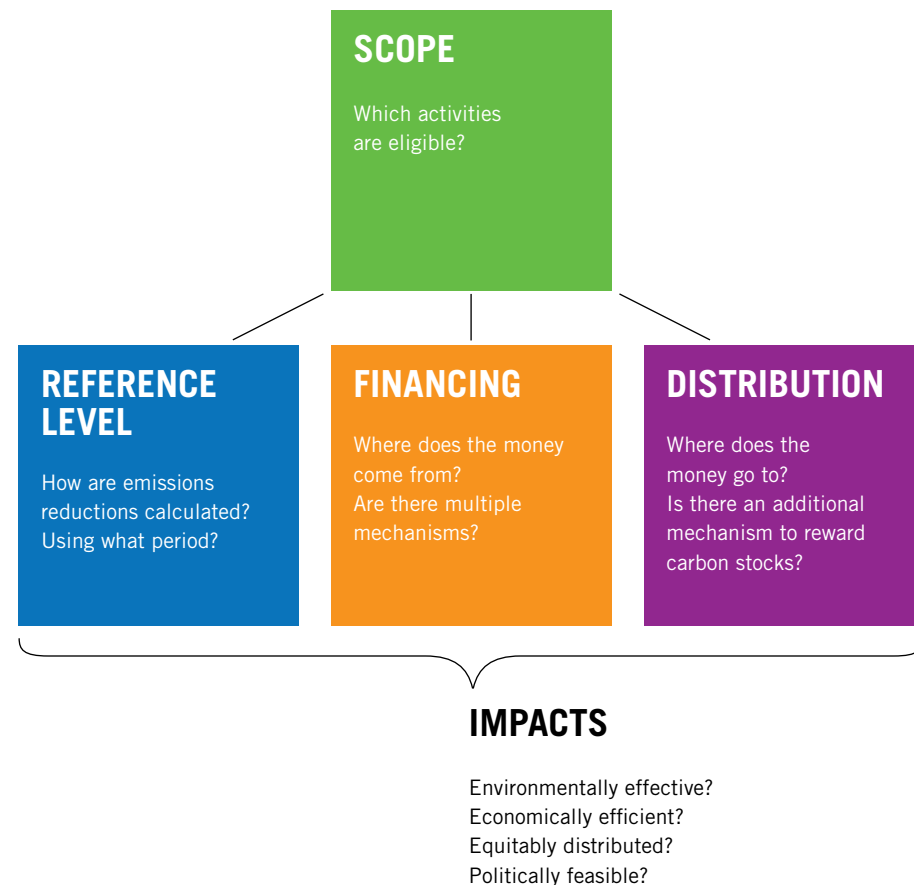 SCOPE
Which activities
are eligible?
REFERENCE
LEVEL
How are emissions
reductions calculated?
Using what period?
FINANCING
Where does the money
come from?
Are there multiple
mechanisms?
DISTRIBUTION
Where does the
money go to?
Is there an additional
mechanism to reward
carbon stocks?
IMPACTS
Environmentally effective?
Economically efficient?
Equitably distributed?
Politically feasible?